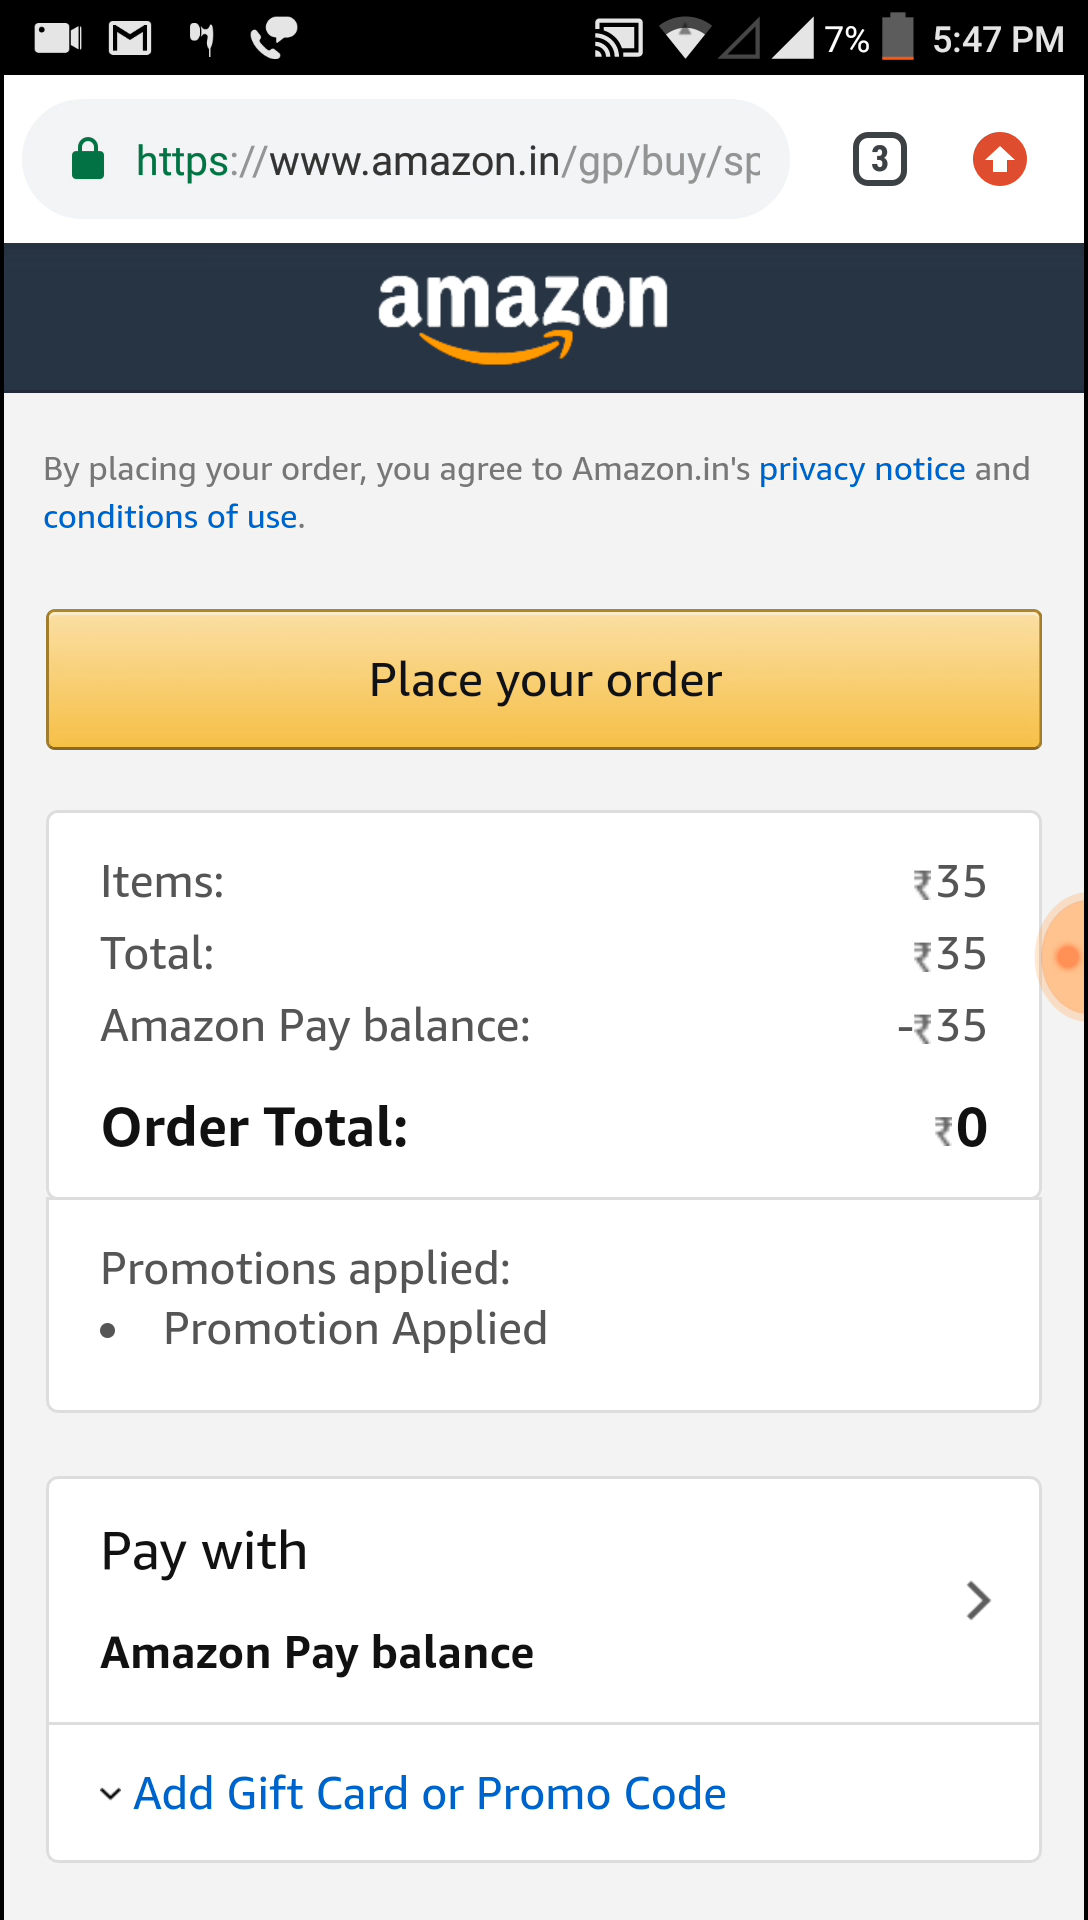 7% 5:47 PM
https://www.amazon.in/gp/buy/sp
3
amazon
By placing your order, you agree to Amazon.in's privacy notice and
conditions of use.
Place your order
Items: ₹35
Total: ₹35
Amazon Pay balance: -₹35
Order Total: ₹0
Promotions applied:
• Promotion Applied
Pay with
Amazon Pay balance
Add Gift Card or Promo Code